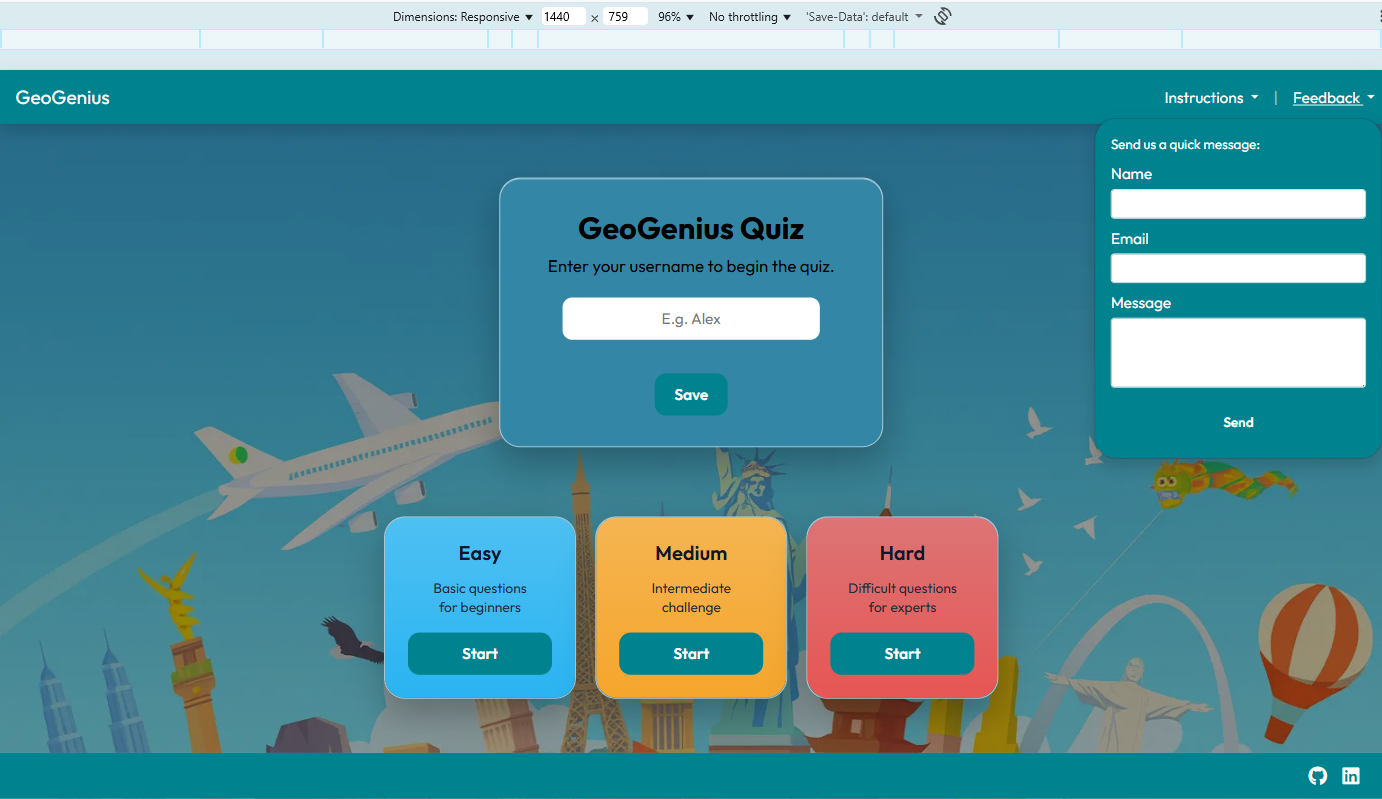 Dimensions: Responsive 1440 × 759 96% No throttling 'Save-Data': default
GeoGenius
Instructions | Feedback
Send us a quick message:
Name
Email
Message
Send
GeoGenius Quiz
Enter your username to begin the quiz.
E.g. Alex
Save
Easy
Basic questions
for beginners
Start
Medium
Intermediate
challenge
Start
Hard
Difficult questions
for experts
Start
in